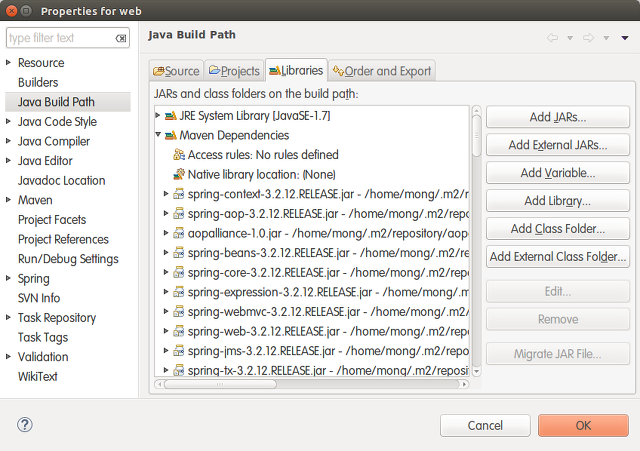 Properties for web
type filter text
Resource
Builders
Java Build Path
Java Code Style
Java Compiler
Java Editor
Javadoc Location
Maven
Project Facets
Project References
Run/Debug Settings
Spring
SVN Info
Task Repository
Task Tags
Validation
WikiText
Java Build Path
Source Projects Libraries Order and Export
JARs and class folders on the build path:
JRE System Library [JavaSE-1.7]
Maven Dependencies
Access rules: No rules defined
Native library location: (None)
spring-context-3.2.12.RELEASE.jar - /home/mong/.m2/re
spring-aop-3.2.12.RELEASE.jar - /home/mong/.m2/repo
aopalliance-1.0.jar - /home/mong/.m2/repository/aop
spring-beans-3.2.12.RELEASE.jar - /home/mong/.m2/r
spring-core-3.2.12.RELEASE.jar - /home/mong/.m2/rep
spring-expression-3.2.12.RELEASE.jar - /home/mong/.m
spring-webmvc-3.2.12.RELEASE.jar - /home/mong/.m2
spring-web-3.2.12.RELEASE.jar - /home/mong/.m2/rep
spring-jms-3.2.12.RELEASE.jar - /home/mong/.m2/repo
spring-tx-3.2.12.RELEASE.jar - /home/mong/.m2/reposi
Add JARs...
Add External JARs...
Add Variable...
Add Library...
Add Class Folder...
Add External Class Folder...
Edit...
Remove
Migrate JAR File...
Cancel
OK